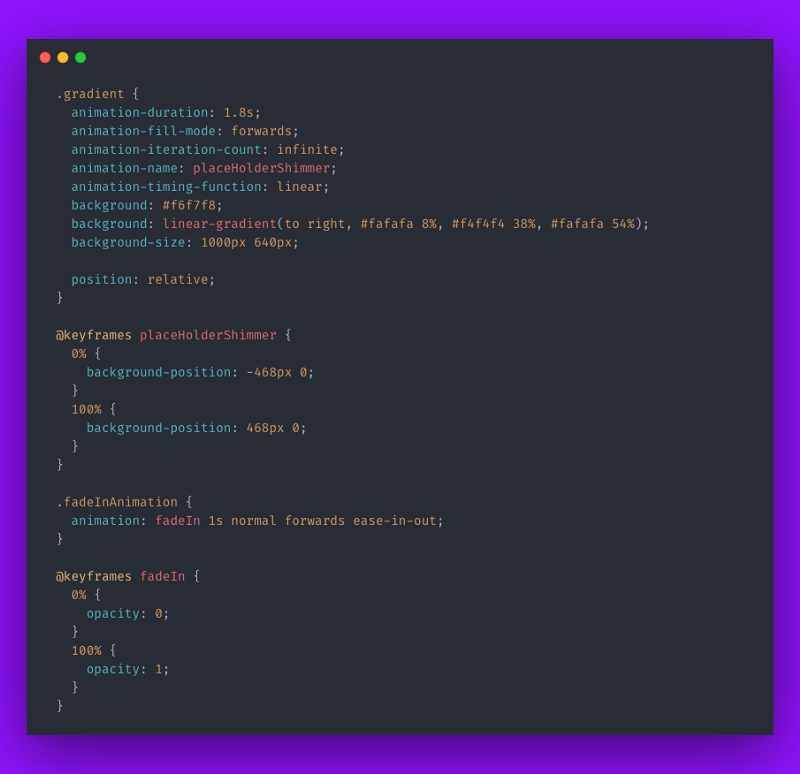 .gradient {
  animation-duration: 1.8s;
  animation-fill-mode: forwards;
  animation-iteration-count: infinite;
  animation-name: placeHolderShimmer;
  animation-timing-function: linear;
  background: #f6f7f8;
  background: linear-gradient(to right, #fafafa 8%, #f4f4f4 38%, #fafafa 54%);
  background-size: 1000px 640px;

  position: relative;
}

@keyframes placeHolderShimmer {
  0% {
    background-position: -468px 0;
  }
  100% {
    background-position: 468px 0;
  }
}

.fadeInAnimation {
  animation: fadeIn 1s normal forwards ease-in-out;
}

@keyframes fadeIn {
  0% {
    opacity: 0;
  }
  100% {
    opacity: 1;
  }
}